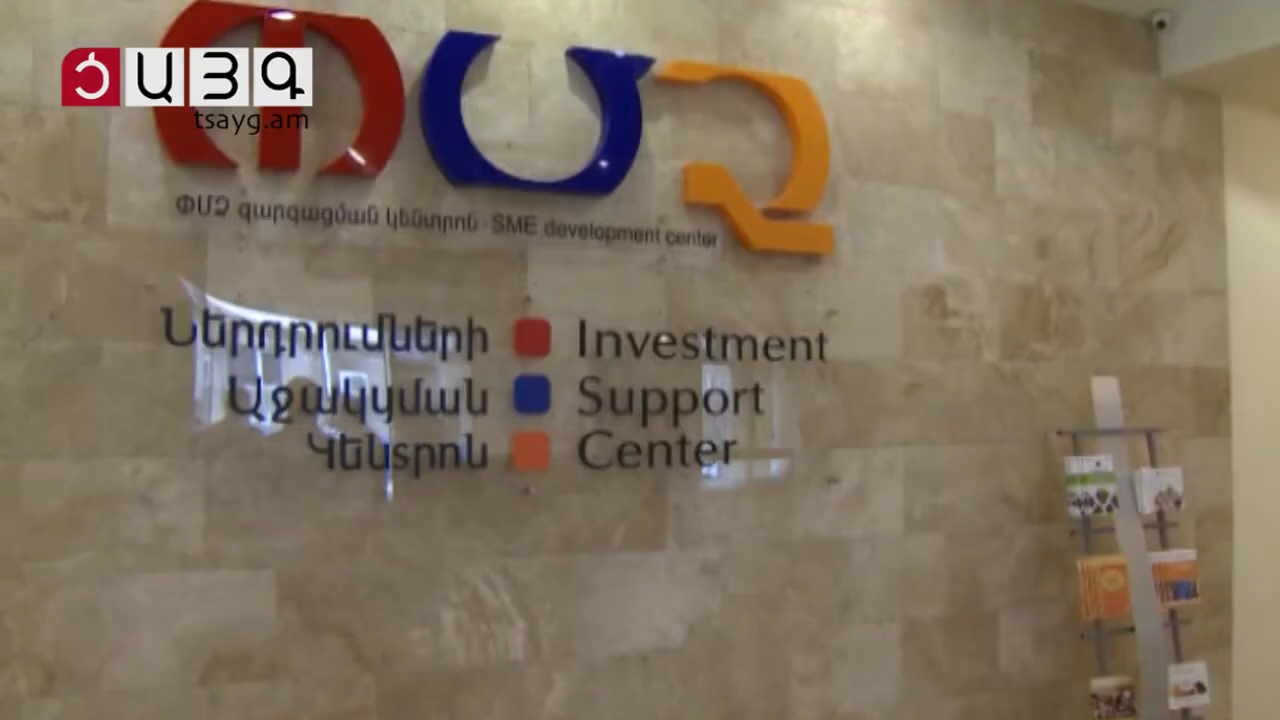 ԾԱՅԳ
tsayg.am
ՓՄՁ
ՓՄՁ զարգացման կենտրոն · SME development center
Ներդրումների Investment
Աջակցման Support
Կենտրոն Center